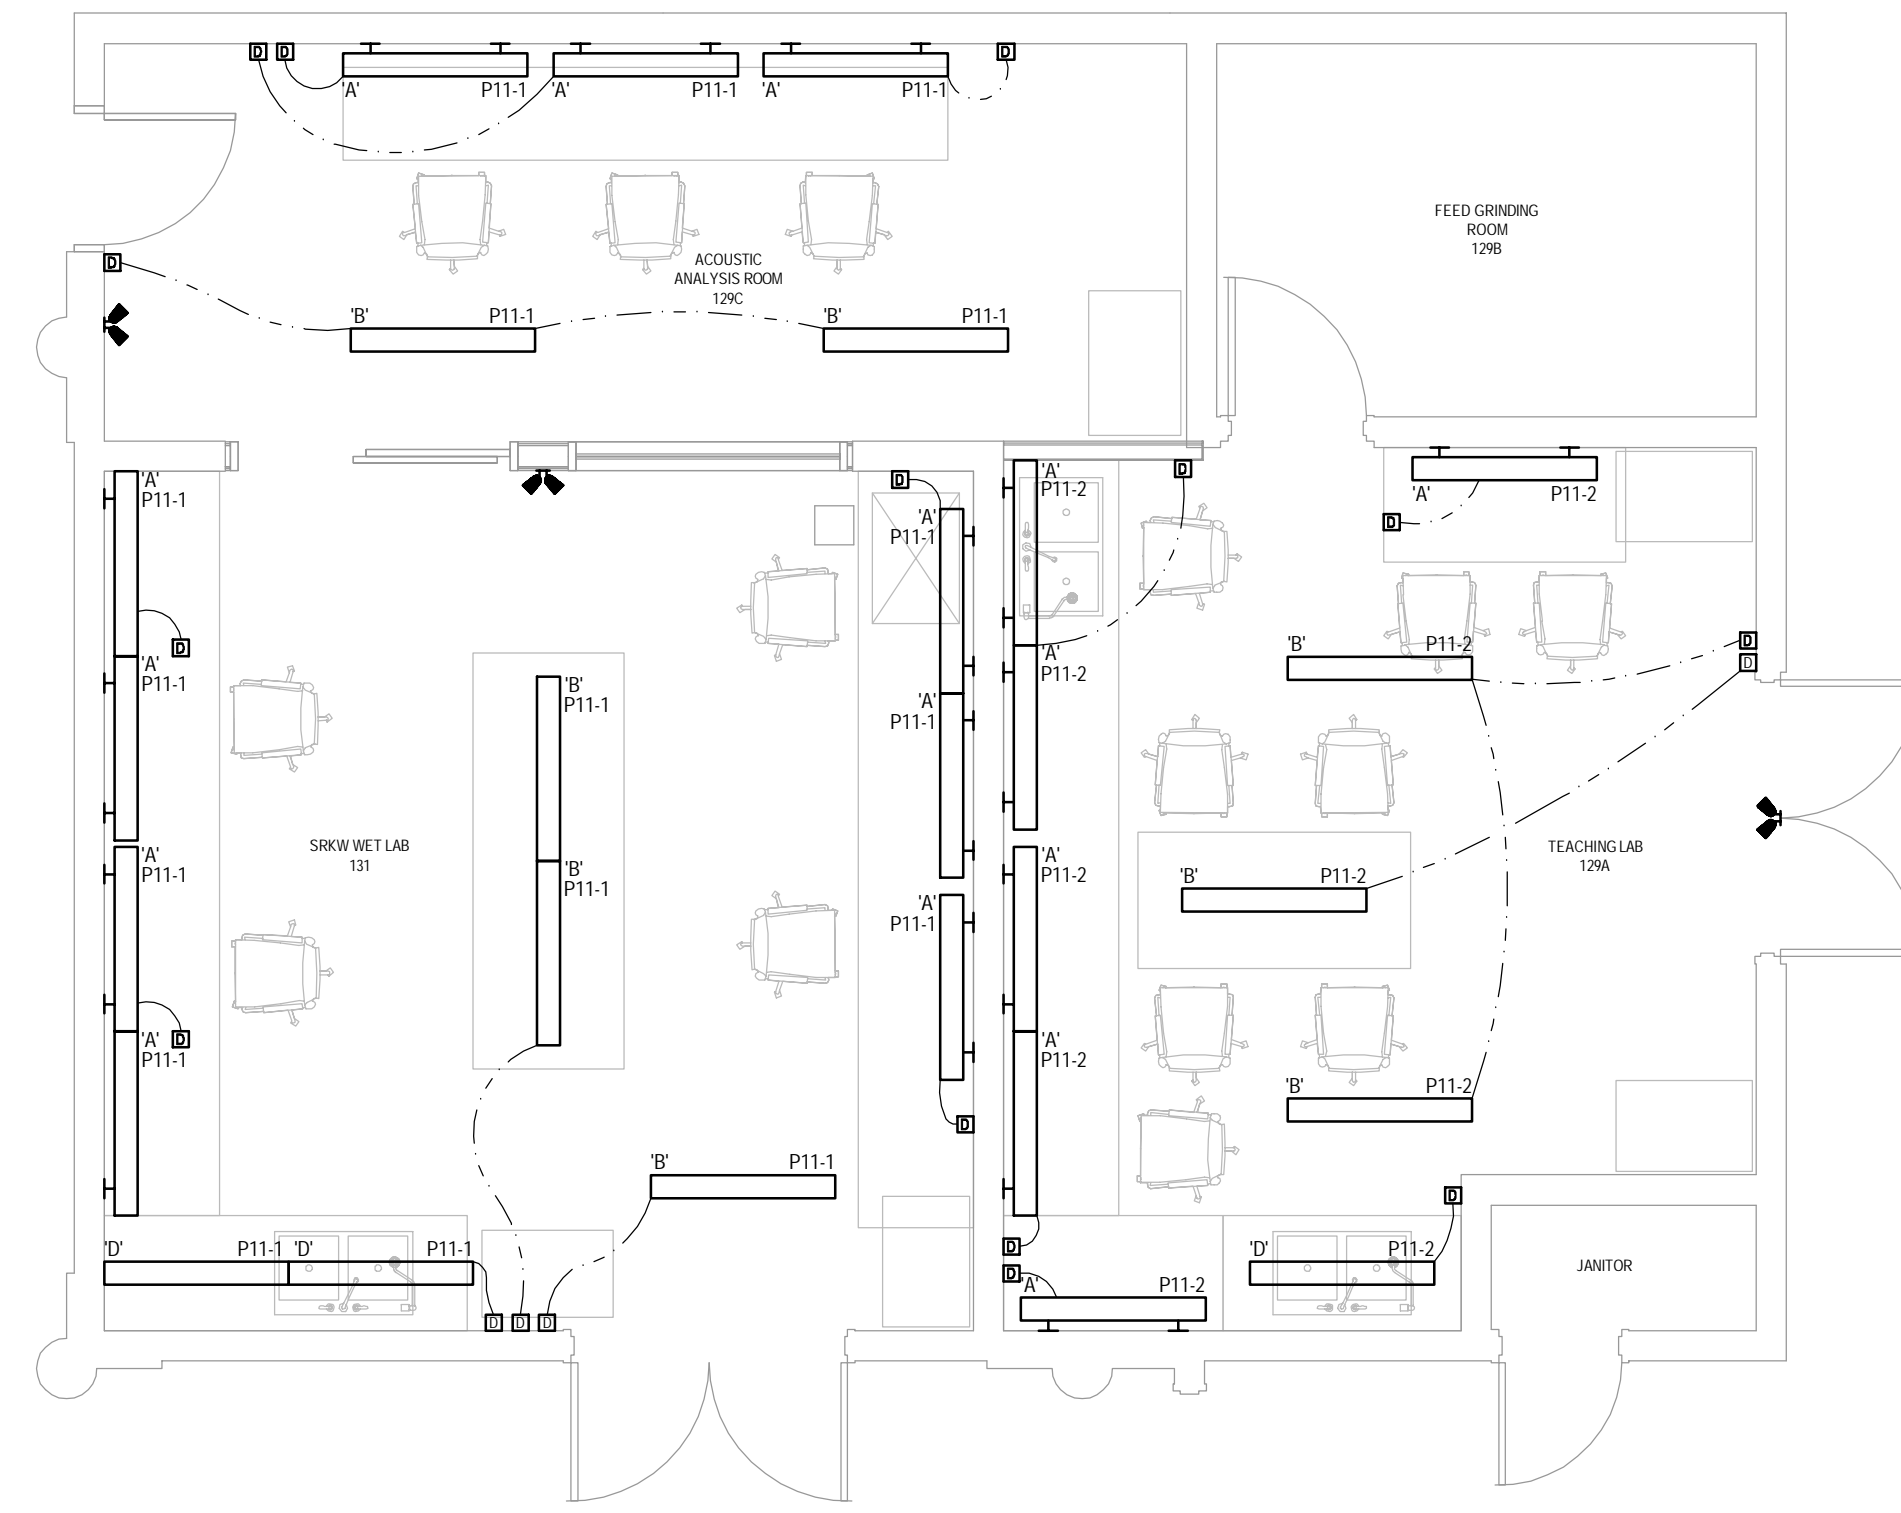 D D D
'A' P11-1 'A' P11-1 'A' P11-1
FEED GRINDING
ROOM
129B
ACOUSTIC
ANALYSIS ROOM
129C
D
'B' P11-1 'B' P11-1
'A'
P11-1
D
'A'
P11-1
'A'
P11-2
D
'A' P11-2
D
D
'A'
P11-1
'B'
P11-1
'A'
P11-1
'A'
P11-2
'B' P11-2
D
D
SRKW WET LAB
131
'A'
P11-1
'B'
P11-1
'A'
P11-1
'A'
P11-2
'B' P11-2
TEACHING LAB
129A
D
'A'
P11-1
'A'
P11-2
'B' P11-2
D
'B' P11-1
D
'D' P11-1 'D' P11-1
D
D
'A' P11-2
'D' P11-2
JANITOR
D D D